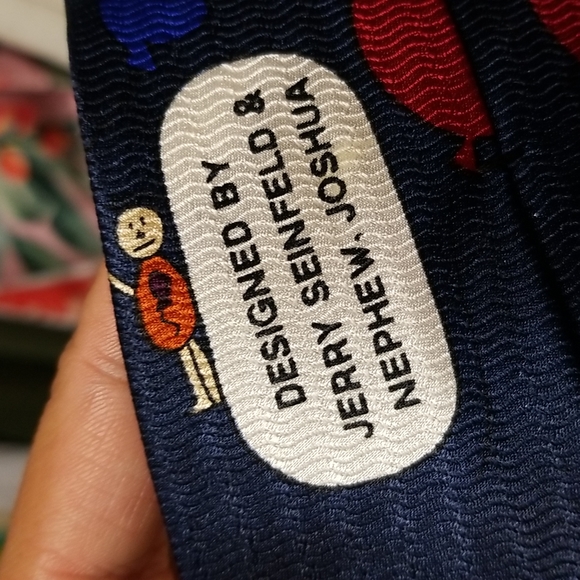 DESIGNED BY
JERRY SEINFELD &
NEPHEW, JOSHUA